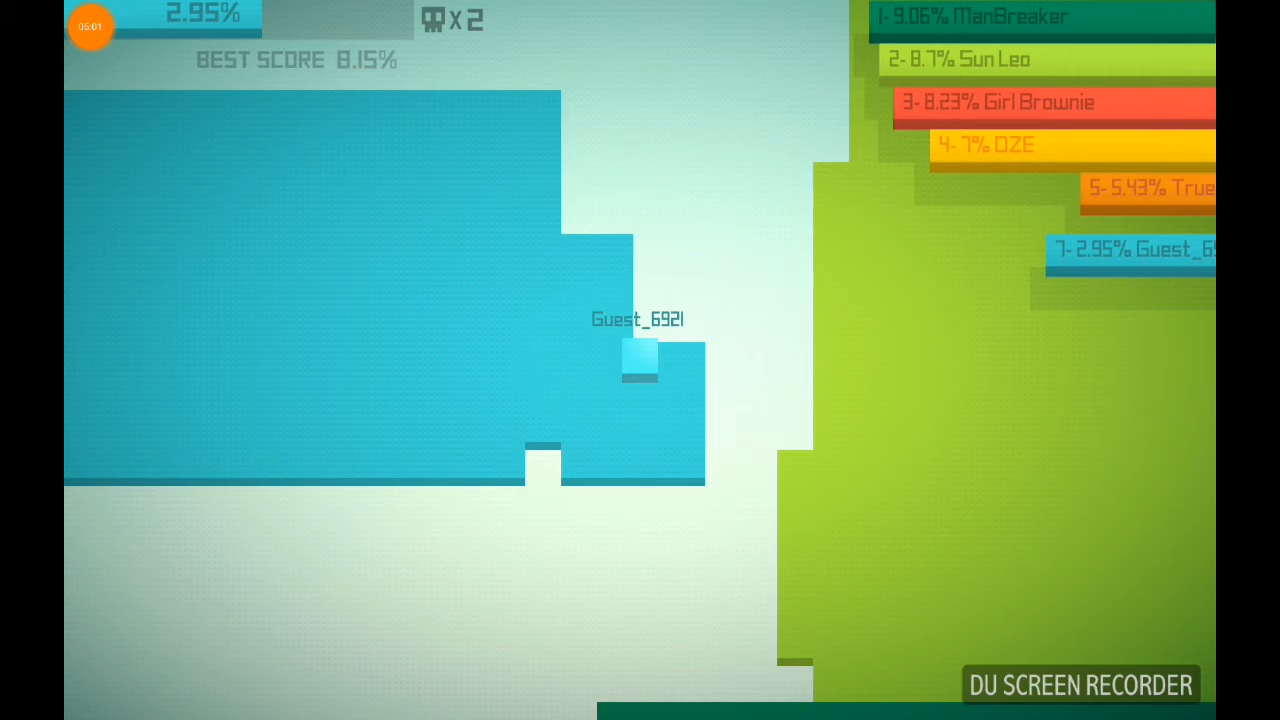 05:01
2.95%
x 2
BEST SCORE 8.15%
1- 9.06% ManBreaker
2- 8.7% Sun Leo
3- 8.23% Girl Brownie
4- 7% DZE
5- 5.43% True
7- 2.95% Guest_69
Guest_6921
DU SCREEN RECORDER